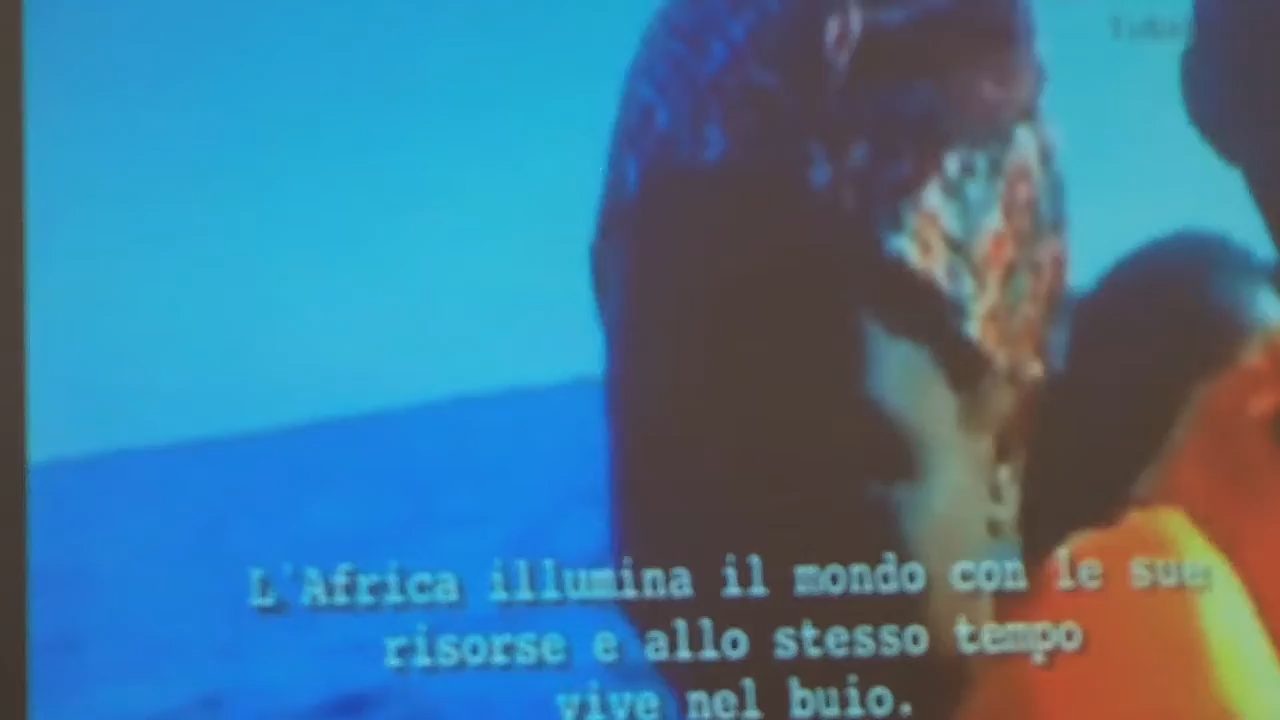 L'Africa illumina il mondo con le sue
risorse e allo stesso tempo
vive nel buio.